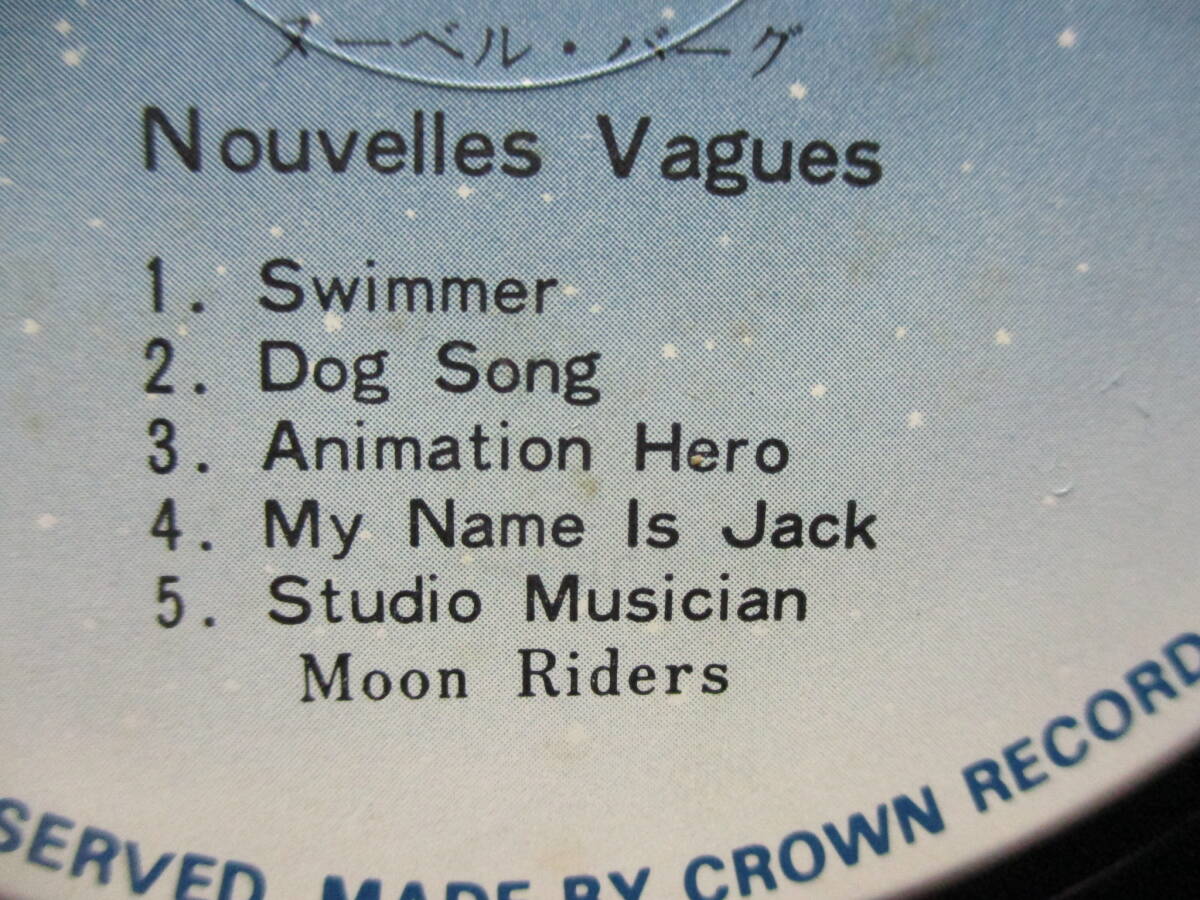 ヌーベル・バーグ
Nouvelles Vagues
1. Swimmer
2. Dog Song
3. Animation Hero
4. My Name Is Jack
5. Studio Musician
Moon Riders
SERVED MADE BY CROWN RECORD